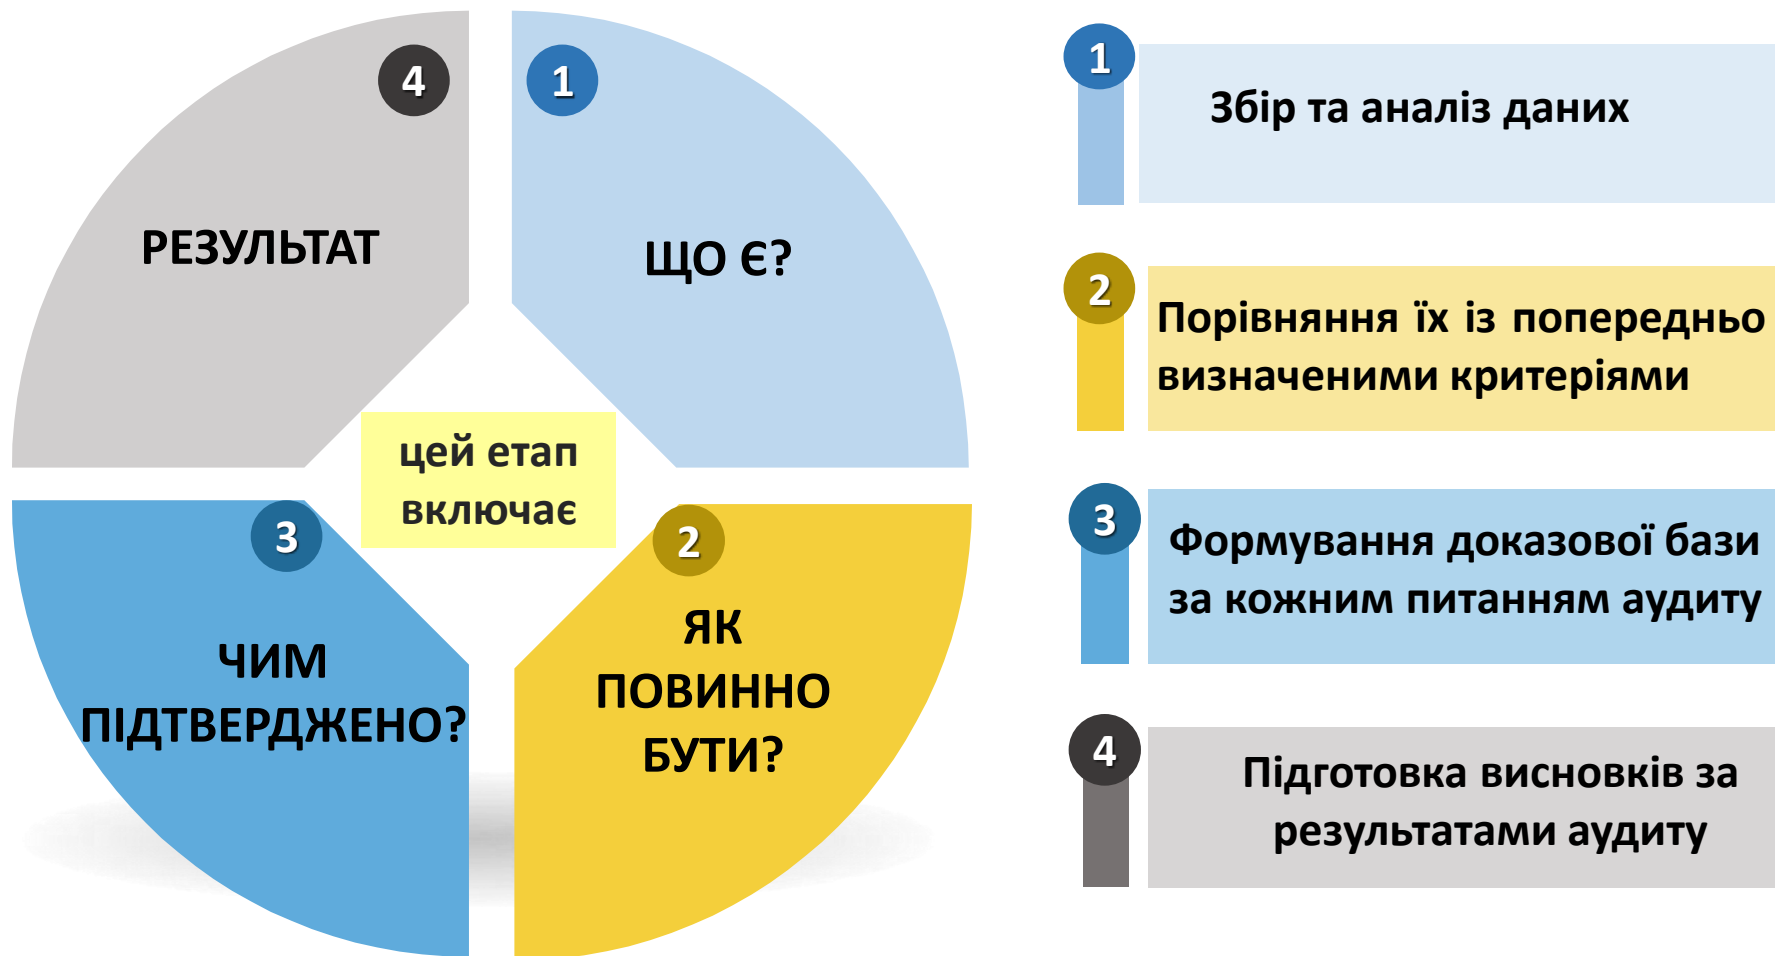 4
РЕЗУЛЬТАТ
1
ЩО Є?
цей етап
включає
3
ЧИМ
ПІДТВЕРДЖЕНО?
2
ЯК
ПОВИННО
БУТИ?
1
Збір та аналіз даних
2
Порівняння їх із попередньо
визначеними критеріями
3
Формування доказової бази
за кожним питанням аудиту
4
Підготовка висновків за
результатами аудиту